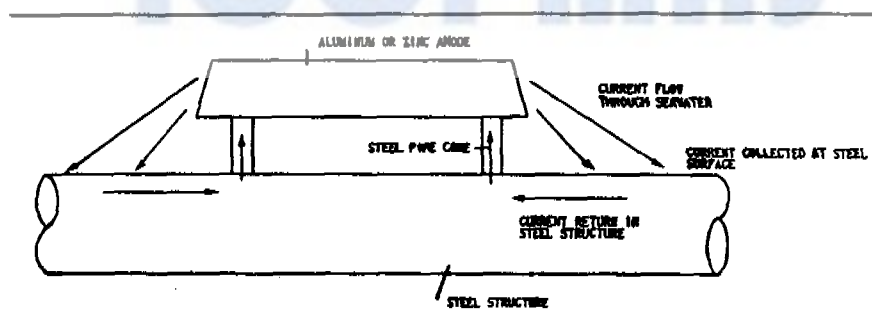 ALUMINUM OR ZINC ANODE
CURRENT FLOW
THROUGH SEAWATER
STEEL PIPE CORE
CURRENT COLLECTED AT STEEL
SURFACE
CURRENT RETURN IN
STEEL STRUCTURE
STEEL STRUCTURE